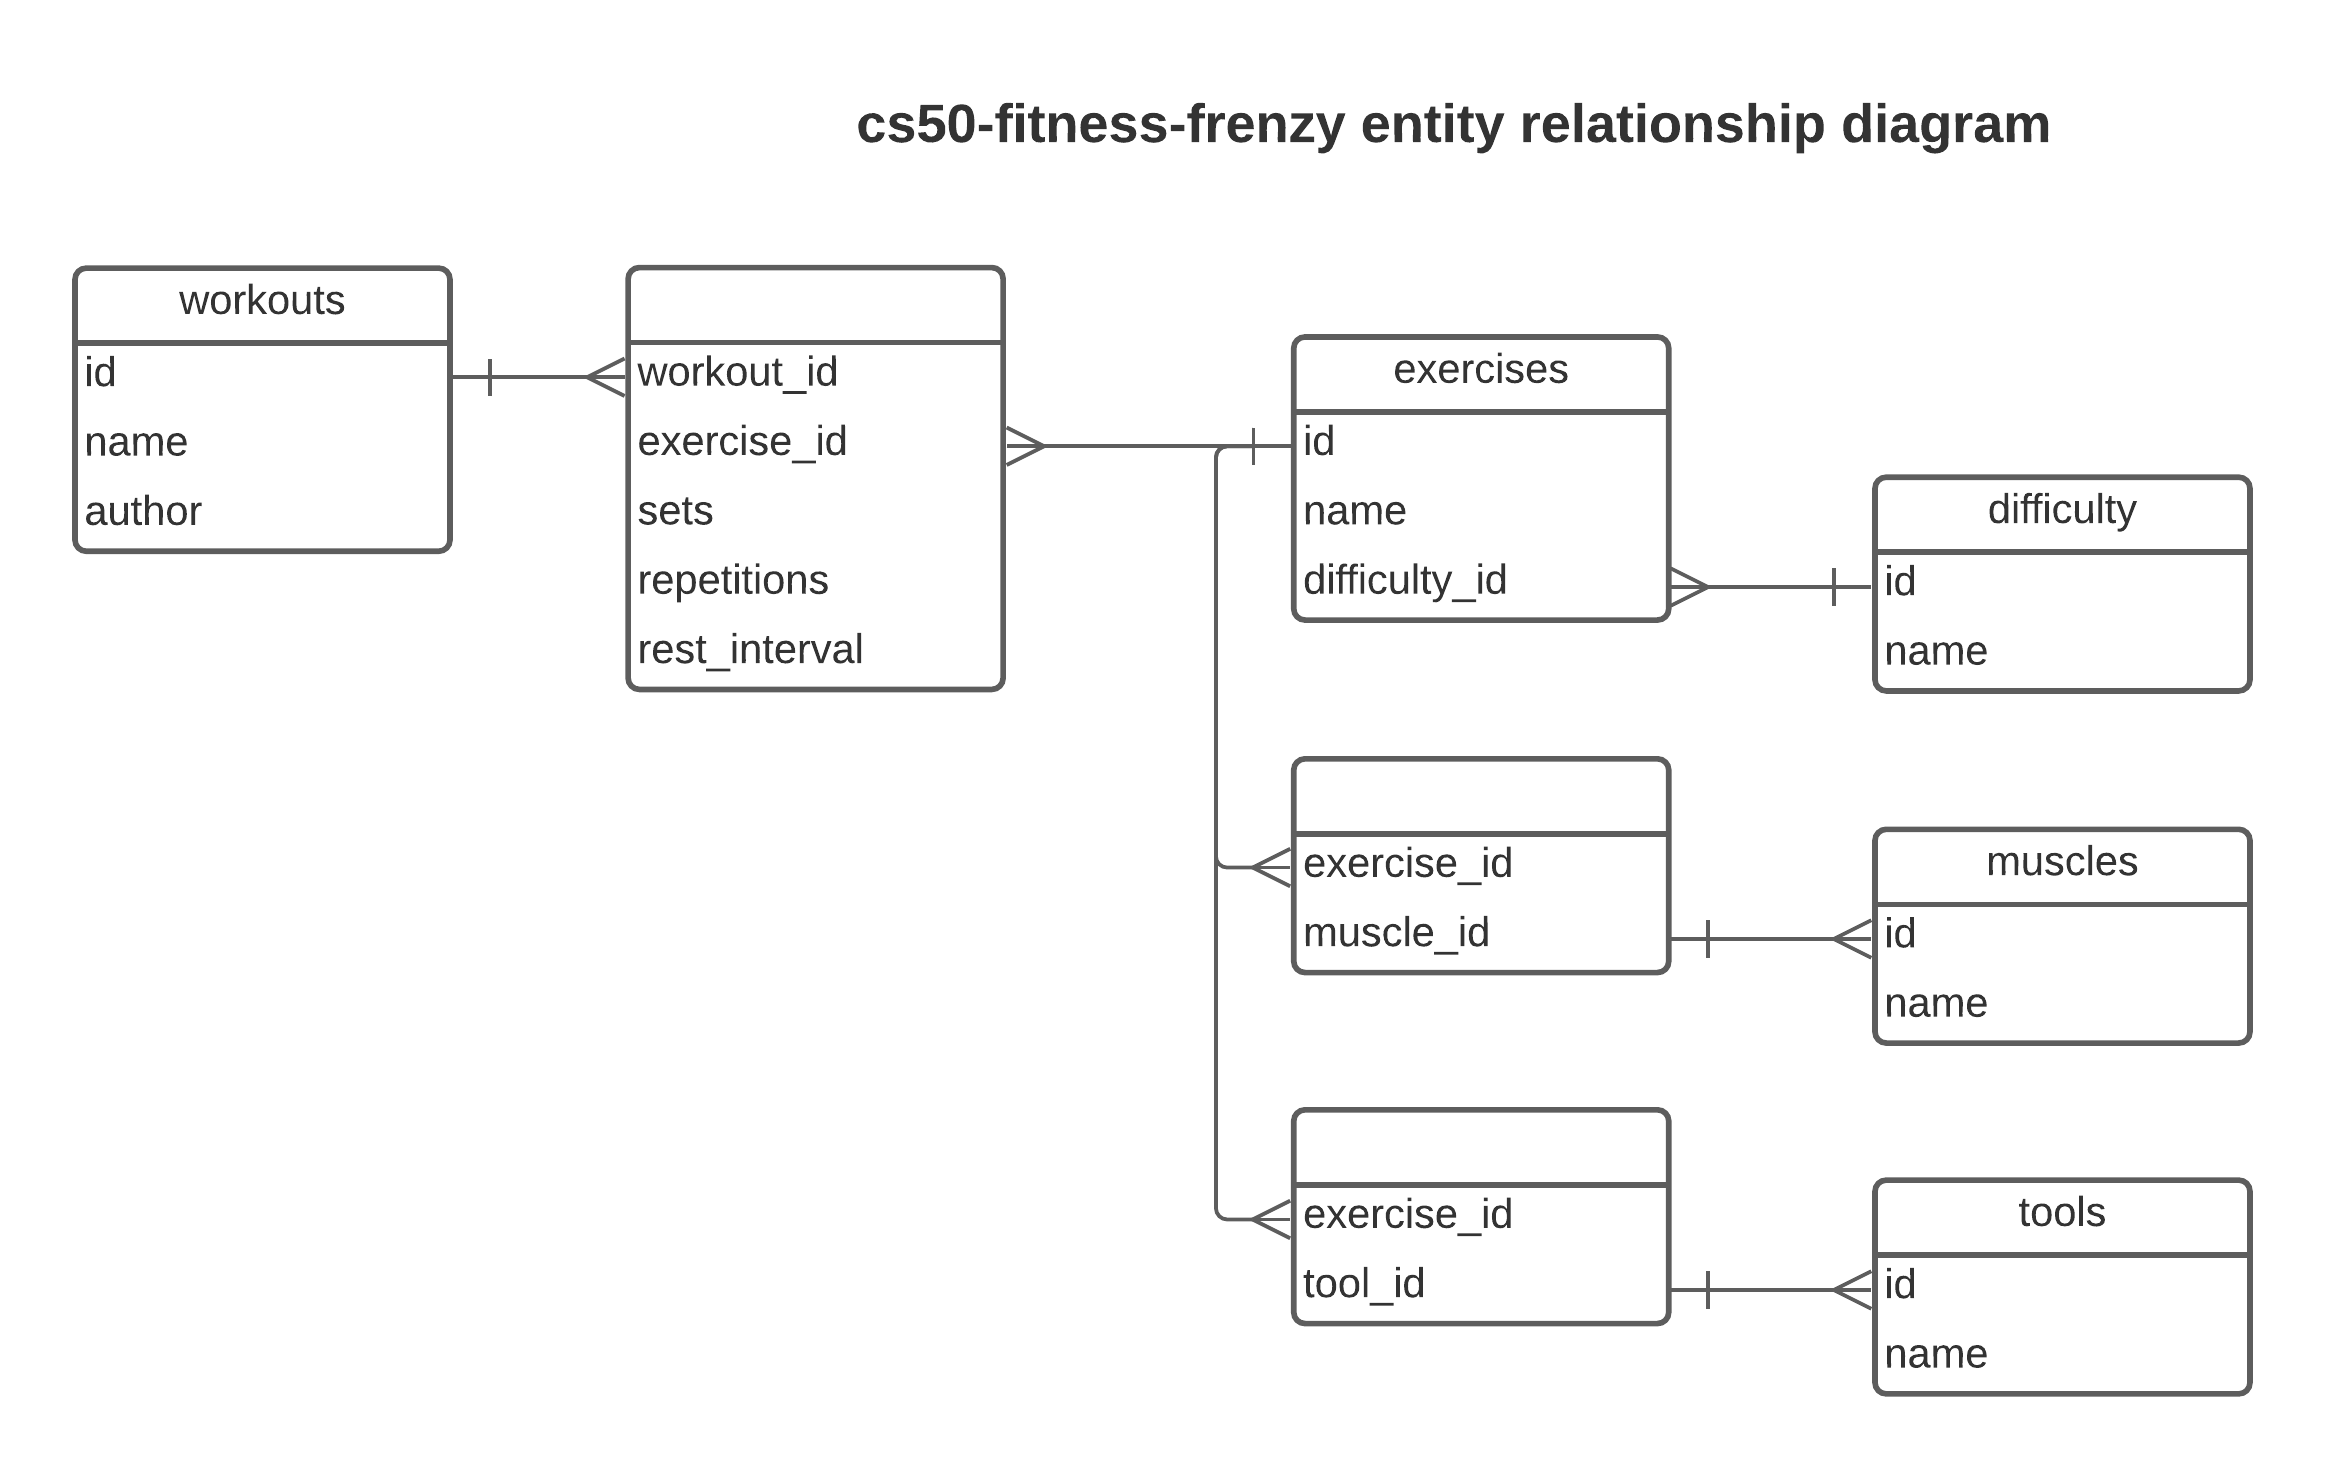 cs50-fitness-frenzy entity relationship diagram
workouts
id
name
author
workout_id
exercise_id
sets
repetitions
rest_interval
exercises
id
name
difficulty_id
difficulty
id
name
exercise_id
muscle_id
muscles
id
name
exercise_id
tool_id
tools
id
name